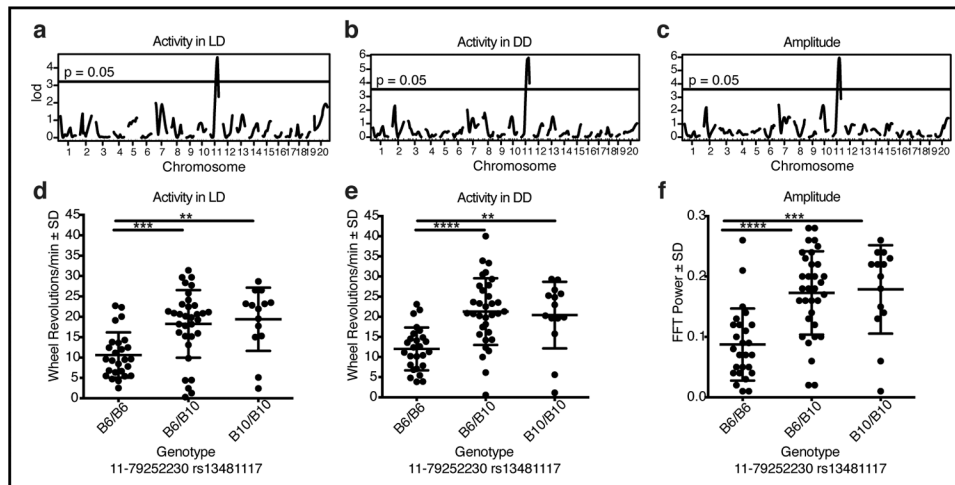 a
Activity in LD
lod
4
3
2
1
0
p = 0.05
1 2 3 4 5 6 7 8 9 10 11 12 13 14 15 16 17 18 19 20
Chromosome
b
Activity in DD
6
5
4
3
2
1
0
p = 0.05
1 2 3 4 5 6 7 8 9 10 11 12 13 14 15 16 17 18 19 20
Chromosome
c
Amplitude
6
5
4
3
2
1
0
p = 0.05
1 2 3 4 5 6 7 8 9 10 11 12 13 14 15 16 17 18 19 20
Chromosome
d
Activity in LD
Wheel Revolutions/min ± SD
45
40
35
30
25
20
15
10
5
0
**
***
B6/B6
B6/B10
B10/B10
Genotype
11-79252230 rs13481117
e
Activity in DD
Wheel Revolutions/min ± SD
45
40
35
30
25
20
15
10
5
0
**
****
B6/B6
B6/B10
B10/B10
Genotype
11-79252230 rs13481117
f
Amplitude
FFT Power ± SD
0.3
0.2
0.1
0.0
***
****
B6/B6
B6/B10
B10/B10
Genotype
11-79252230 rs13481117